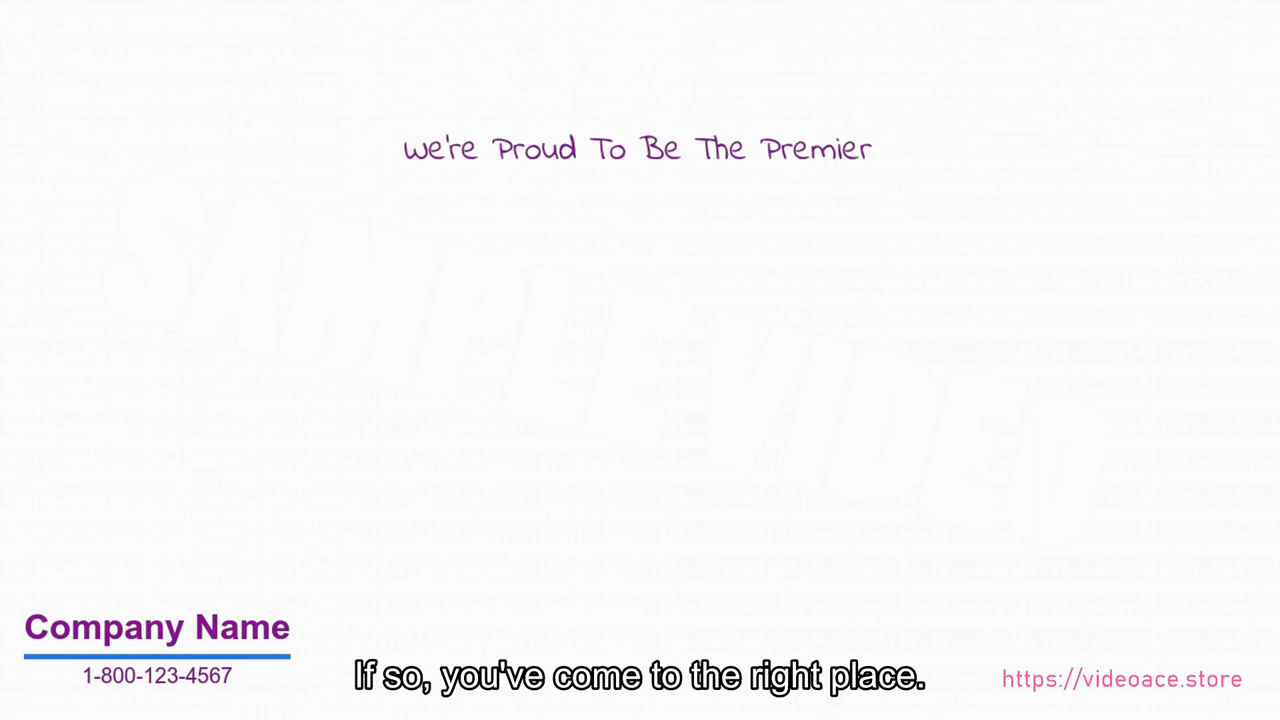 We're Proud To Be The Premier
Company Name
1-800-123-4567
If so, you've come to the right place.
https://videoace.store